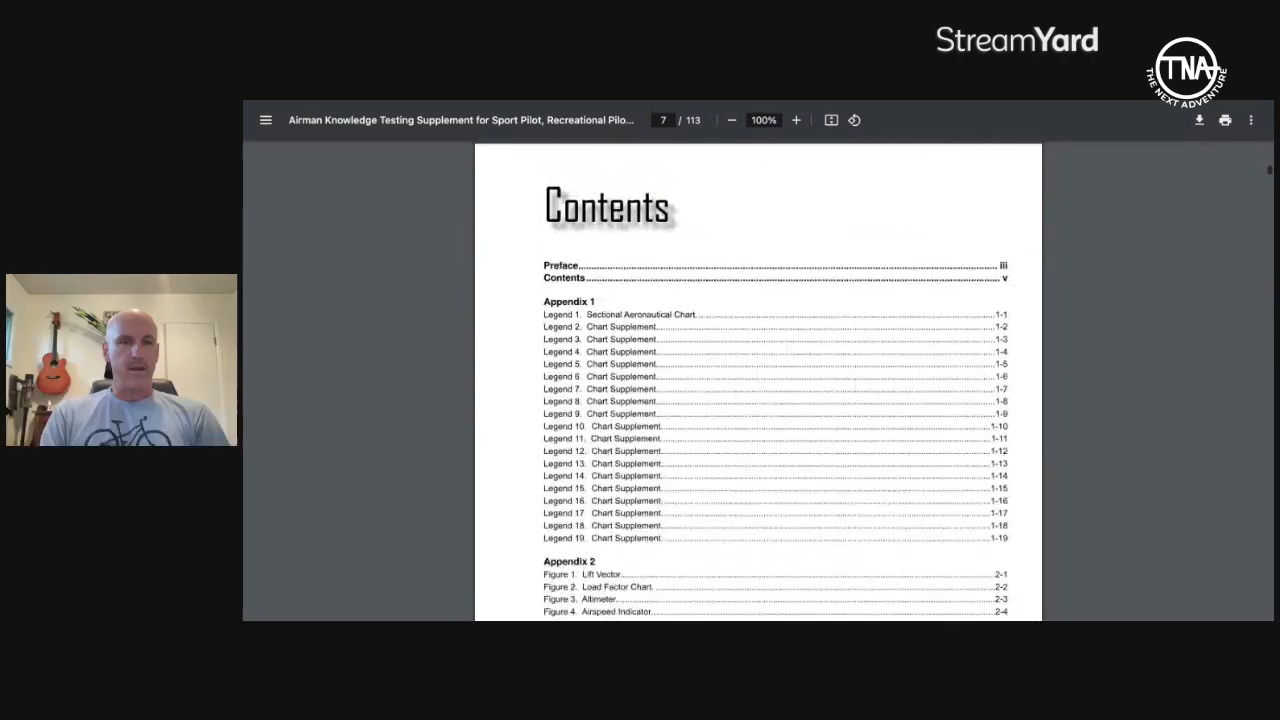 StreamYard
TNA
THE NEXT ADVENTURE
Airman Knowledge Testing Supplement for Sport Pilot, Recreational Pilo... 7 / 113 100%
Contents
Preface iii
Contents v
Appendix 1
Legend 1. Sectional Aeronautical Chart 1-1
Legend 2. Chart Supplement 1-2
Legend 3. Chart Supplement 1-3
Legend 4. Chart Supplement 1-4
Legend 5. Chart Supplement 1-5
Legend 6. Chart Supplement 1-6
Legend 7. Chart Supplement 1-7
Legend 8. Chart Supplement 1-8
Legend 9. Chart Supplement 1-9
Legend 10. Chart Supplement 1-10
Legend 11. Chart Supplement 1-11
Legend 12. Chart Supplement 1-12
Legend 13. Chart Supplement 1-13
Legend 14. Chart Supplement 1-14
Legend 15. Chart Supplement 1-15
Legend 16. Chart Supplement 1-16
Legend 17. Chart Supplement 1-17
Legend 18. Chart Supplement 1-18
Legend 19. Chart Supplement 1-19
Appendix 2
Figure 1. Lift Vector 2-1
Figure 2. Load Factor Chart 2-2
Figure 3. Altimeter 2-3
Figure 4. Airspeed Indicator 2-4